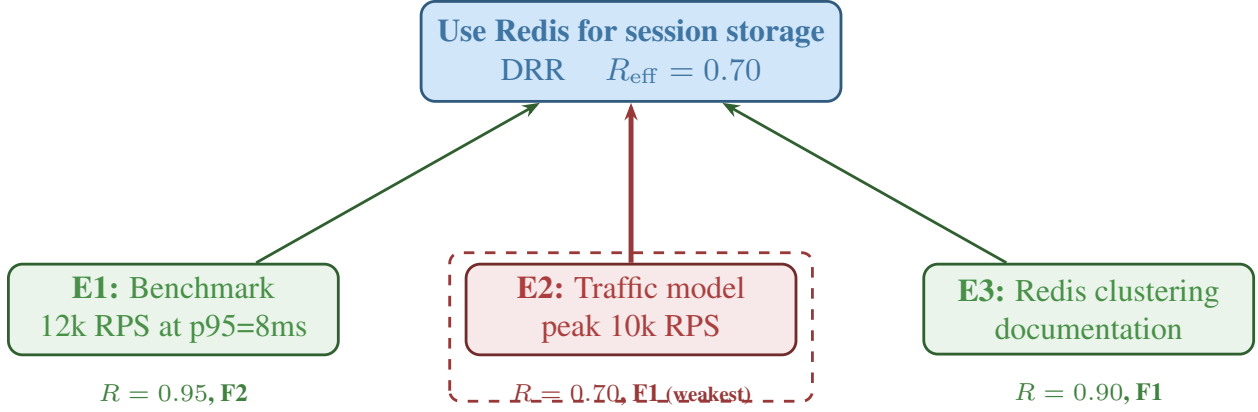 Use Redis for session storage
DRR R_eff = 0.70
E1: Benchmark
12k RPS at p95=8ms
E2: Traffic model
peak 10k RPS
E3: Redis clustering
documentation
R = 0.95, F2
R = 0.70, E1 (weakest)
R = 0.90, F1